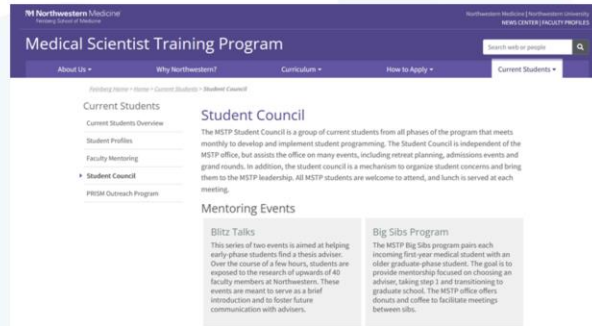 Northwestern Medicine
Feinberg School of Medicine
Northwestern Medicine | Northwestern University
NEWS CENTER | FACULTY PROFILES
Medical Scientist Training Program
Search web or people
About Us
Why Northwestern?
Curriculum
How to Apply
Current Students
Feinberg Home > Home > Current Students > Student Council
Current Students
Current Students Overview
Student Profiles
Faculty Mentoring
Student Council
PRISM Outreach Program
Student Council
The MSTP Student Council is a group of current students from all phases of the program that meets
monthly to develop and implement student programming. The Student Council is independent of the
MSTP office, but assists the office on many events, including retreat planning, admissions events and
grand rounds. In addition, the student council is a mechanism to organize student concerns and bring
them to the MSTP leadership. All MSTP students are welcome to attend, and lunch is served at each
meeting.
Mentoring Events
Blitz Talks
This series of two events is aimed at helping
early-phase students find a thesis adviser.
Over the course of a few hours, students are
exposed to the research of upwards of 40
faculty members at Northwestern. These
events are meant to serve as a brief
introduction and to foster future
communication with advisers.
Big Sibs Program
The MSTP Big Sibs program pairs each
incoming first-year medical student with an
older graduate-phase student. The goal is to
provide mentorship focused on choosing an
adviser, taking step 1 and transitioning to
graduate school. The MSTP office offers
donuts and coffee to facilitate meetings
between sibs.